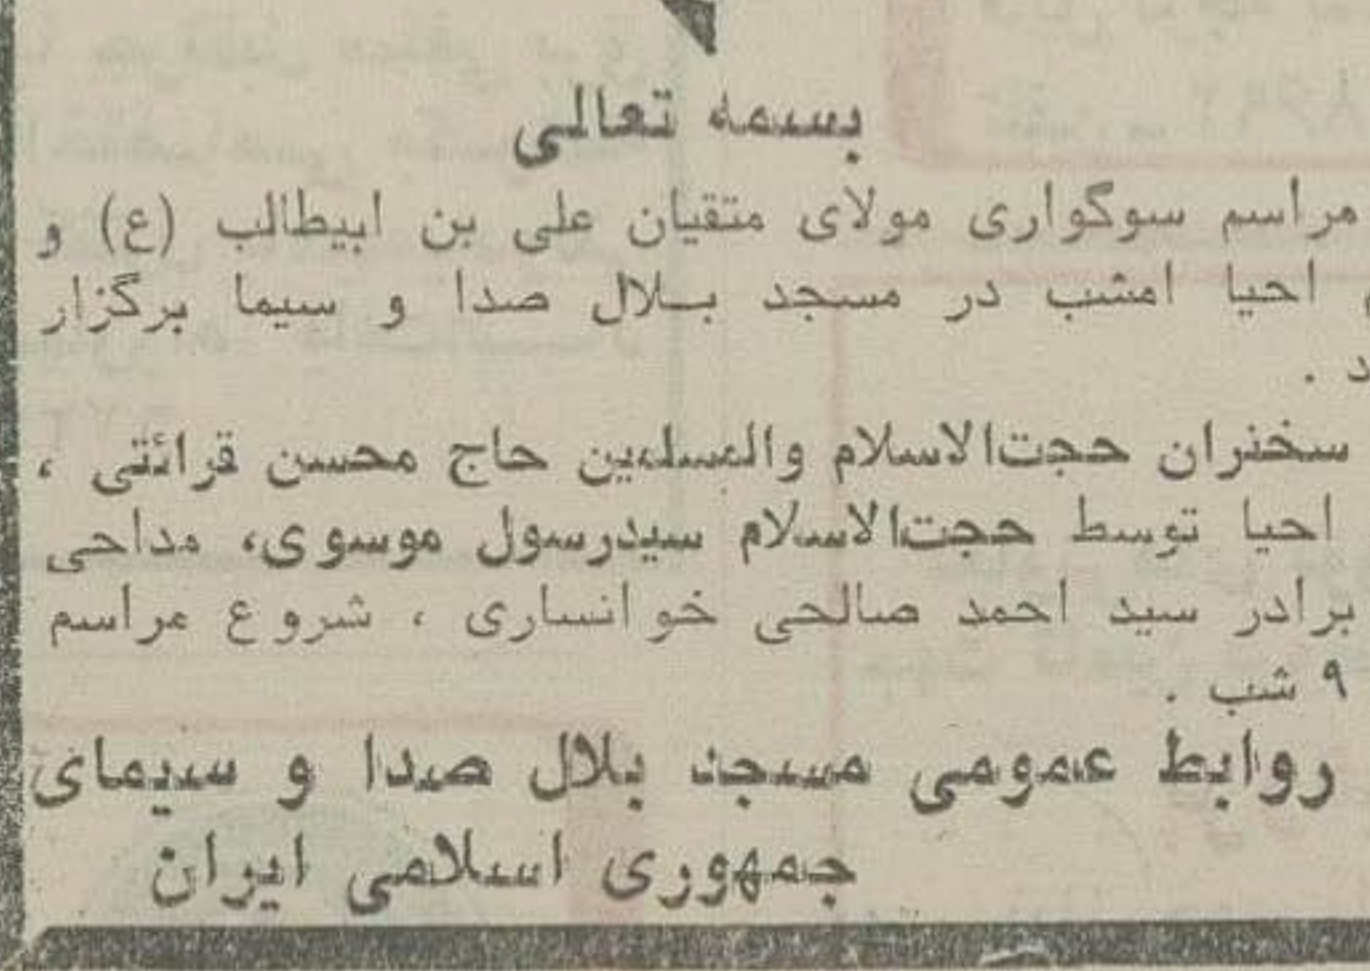 بسمه تعالی
مراسم سوگواری مولای متقیان علی بن ابیطالب (ع) و
احیا امشب در مسجد بلال صدا و سیما برگزار
سخنران حجت‌الاسلام والمسلمین حاج محسن قرائتی ،
احیا توسط حجت‌الاسلام سیدرسول موسوی، مداحی
برادر سید احمد صالحی خوانساری ، شروع مراسم
۹ شب .
روابط عمومی مسجد بلال صدا و سیمای
جمهوری اسلامی ایران